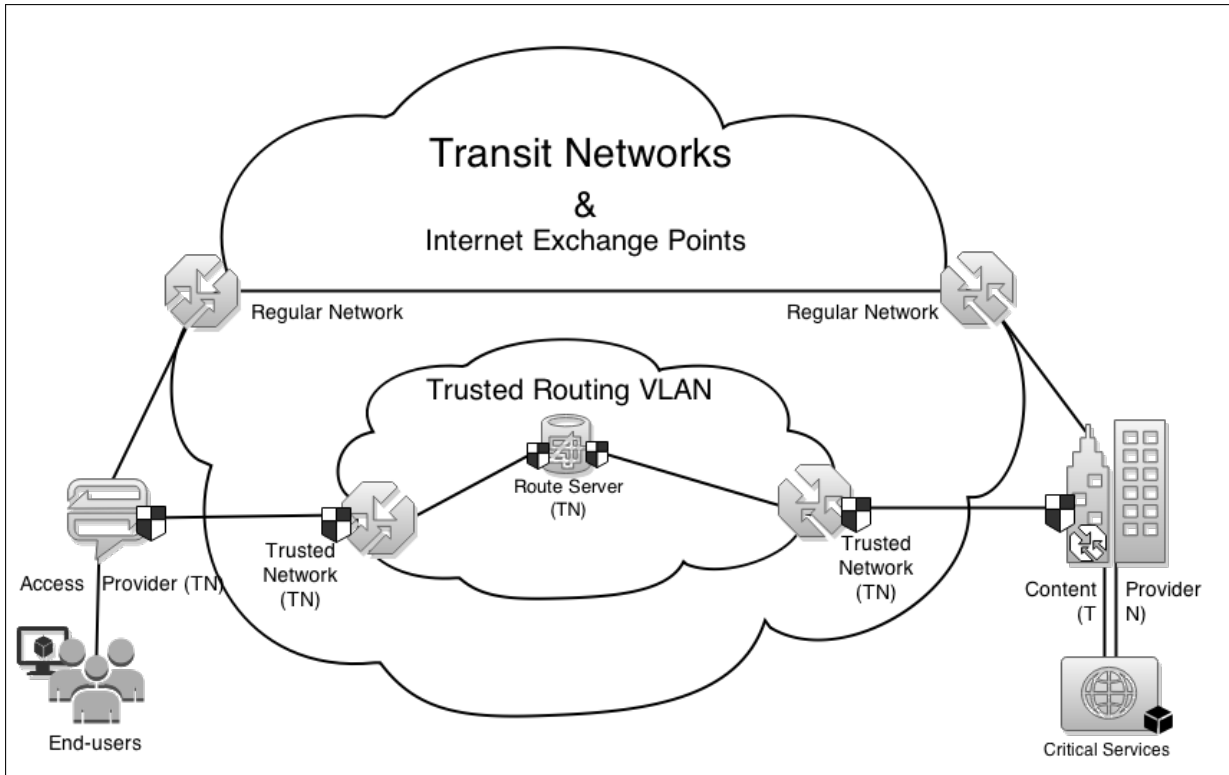 Transit Networks
&
Internet Exchange Points
Regular Network
Regular Network
Trusted Routing VLAN
Route Server
(TN)
Trusted
Network
(TN)
Trusted
Network
(TN)
Access Provider (TN)
Content Provider
(T N)
End-users
Critical Services